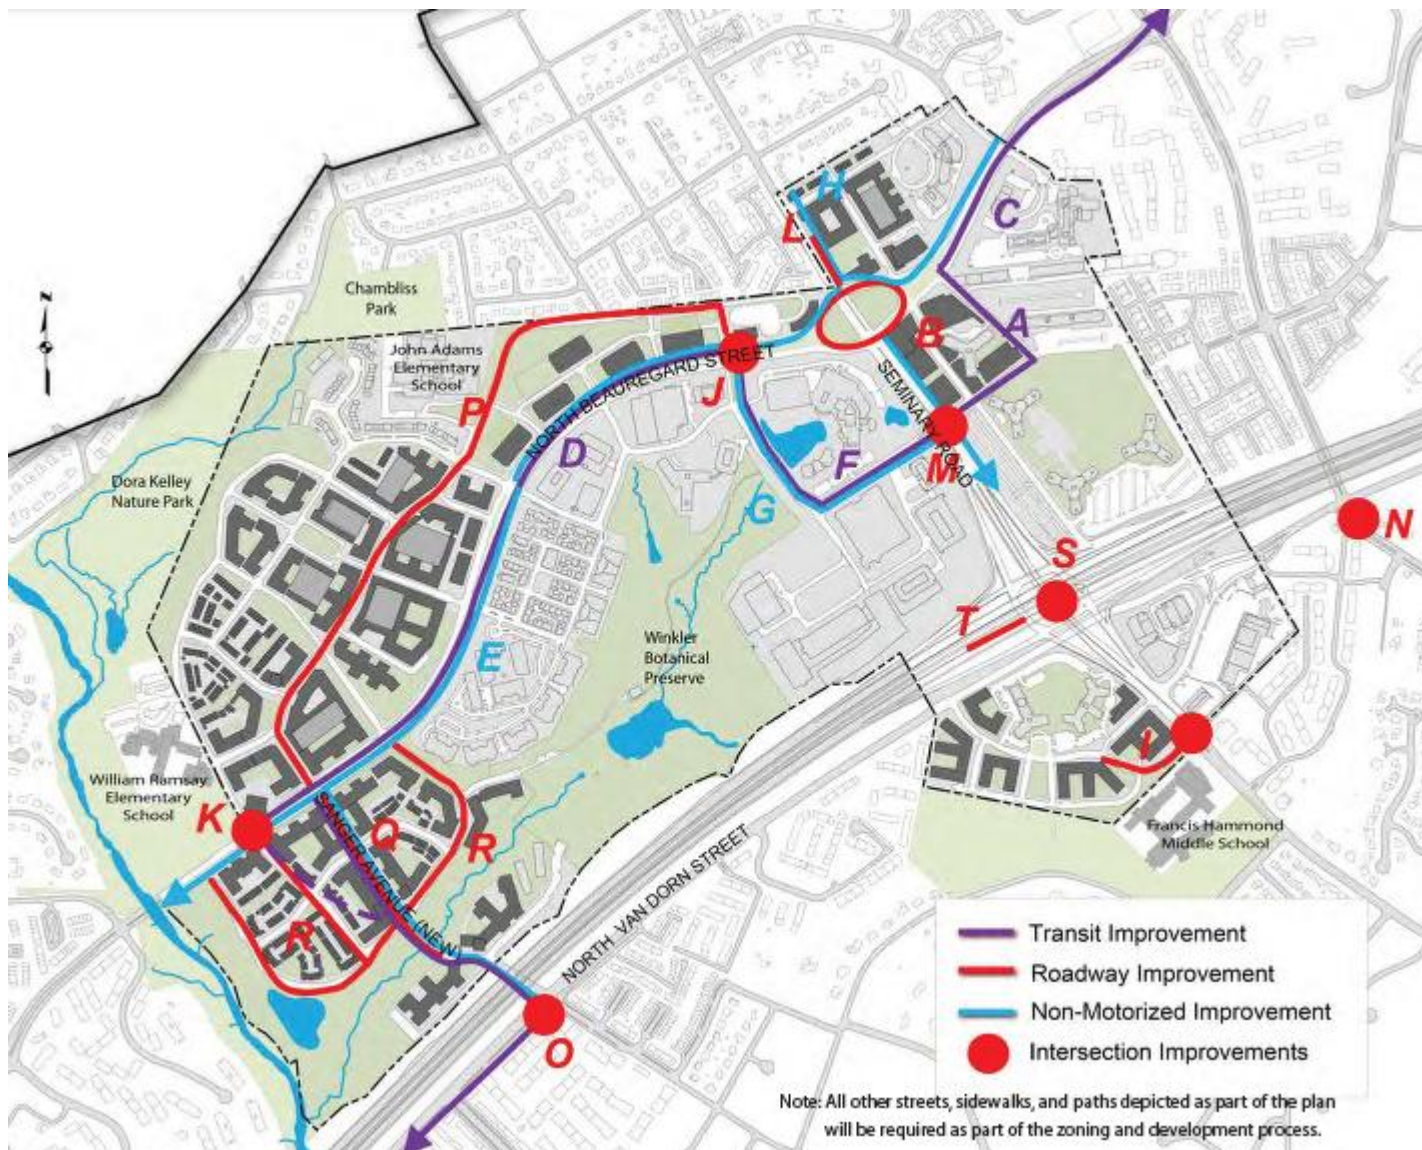 H
L
C
Chambliss
Park
B
A
John Adams
Elementary
School
NORTH BEAUREGARD STREET
J
P
SEMINARY ROAD
D
F
M
Dora Kelley
Nature Park
G
N
S
T
E
Winkler
Botanical
Preserve
I
William Ramsay
Elementary
School
K
SANGER AVENUE (NEW)
Q
R
Francis Hammond
Middle School
NORTH VAN DORN STREET
R
O
Transit Improvement
Roadway Improvement
Non-Motorized Improvement
Intersection Improvements
Note: All other streets, sidewalks, and paths depicted as part of the plan
will be required as part of the zoning and development process.
z